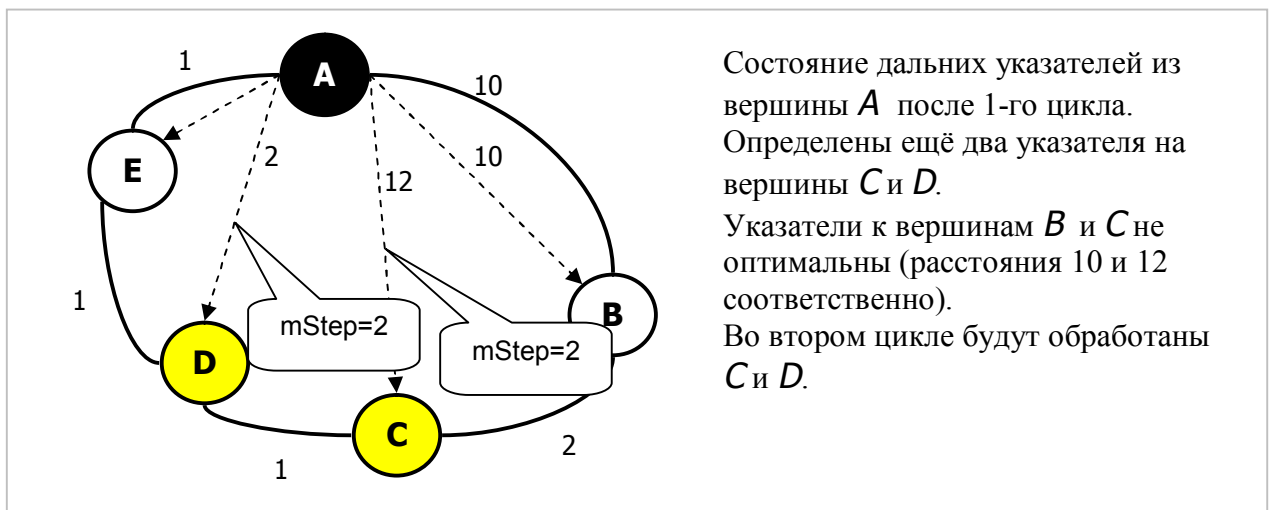 1
A
10
E
2
12
10
1
mStep=2
mStep=2
B
D
C
1
2
Состояние дальних указателей из
вершины A после 1-го цикла.
Определены ещё два указателя на
вершины C и D.
Указатели к вершинам B и C не
оптимальны (расстояния 10 и 12
соответственно).
Во втором цикле будут обработаны
C и D.